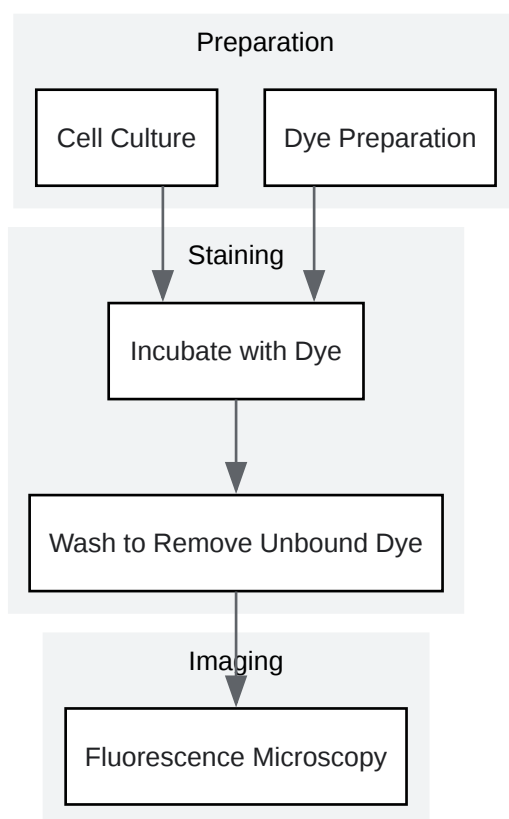 Preparation
Cell Culture
Dye Preparation
Staining
Incubate with Dye
Wash to Remove Unbound Dye
Imaging
Fluorescence Microscopy